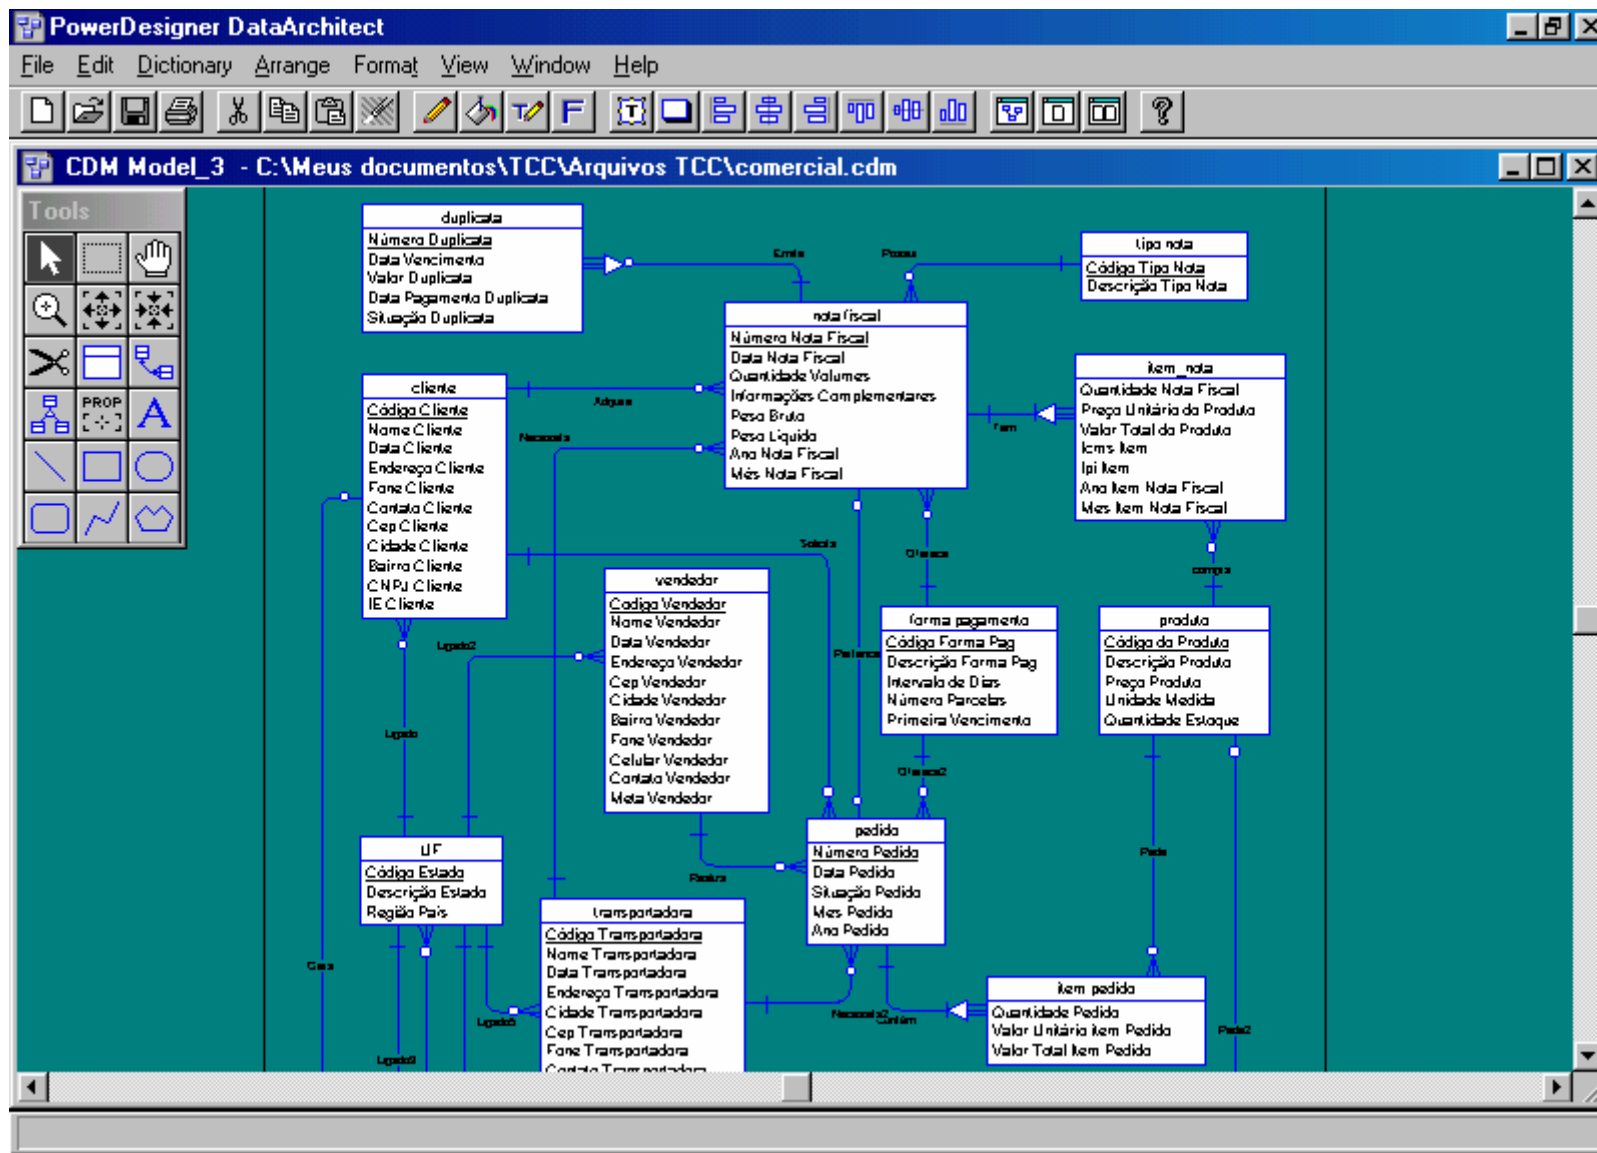 PowerDesigner DataArchitect
File Edit Dictionary Arrange Format View Window Help
CDM Model_3 - C:\Meus documentos\TCC\Arquivos TCC\comercial.cdm
Tools
PROP
duplicata
Número Duplicata
Data Vencimento
Valor Duplicata
Data Pagamento Duplicata
Situação Duplicata
Emite
Possui
tipo nota
Código Tipo Nota
Descrição Tipo Nota
nota fiscal
Número Nota Fiscal
Data Nota Fiscal
Quantidade Volumes
Informações Complementares
Peso Bruto
Peso Liquido
Ano Nota Fiscal
Mês Nota Fiscal
item_nota
Quantidade Nota Fiscal
Preço Unitário do Produto
Valor Total do Produto
Icms Item
Ipi Item
Ano Item Nota Fiscal
Mes Item Nota Fiscal
cliente
Código Cliente
Nome Cliente
Data Cliente
Endereço Cliente
Fone Cliente
Contato Cliente
Cep Cliente
Cidade Cliente
Bairro Cliente
CNPJ Cliente
IE Cliente
Adquire
Necessita
Tem
Solicita
Oferece
compra
vendedor
Codigo Vendedor
Nome Vendedor
Data Vendedor
Endereço Vendedor
Cep Vendedor
Cidade Vendedor
Bairro Vendedor
Fone Vendedor
Celular Vendedor
Contato Vendedor
Meta Vendedor
forma pagamento
Código Forma Pag
Descrição Forma Pag
Intervalo de Dias
Número Parcelas
Primeiro Vencimento
produto
Código do Produto
Descrição Produto
Preço Produto
Unidade Medida
Quantidade Estoque
Ligado2
Pertence
Ligado
Oferece2
Pede
UF
Código Estado
Descrição Estado
Região País
pedido
Número Pedido
Data Pedido
Situação Pedido
Mes Pedido
Ano Pedido
transportadora
Código Transportadora
Nome Transportadora
Data Transportadora
Endereço Transportadora
Cidade Transportadora
Cep Transportadora
Fone Transportadora
Contato Transportadora
Necessita2
Contém
item pedido
Quantidade Pedido
Valor Unitário item Pedido
Valor Total Item Pedido
Pede2